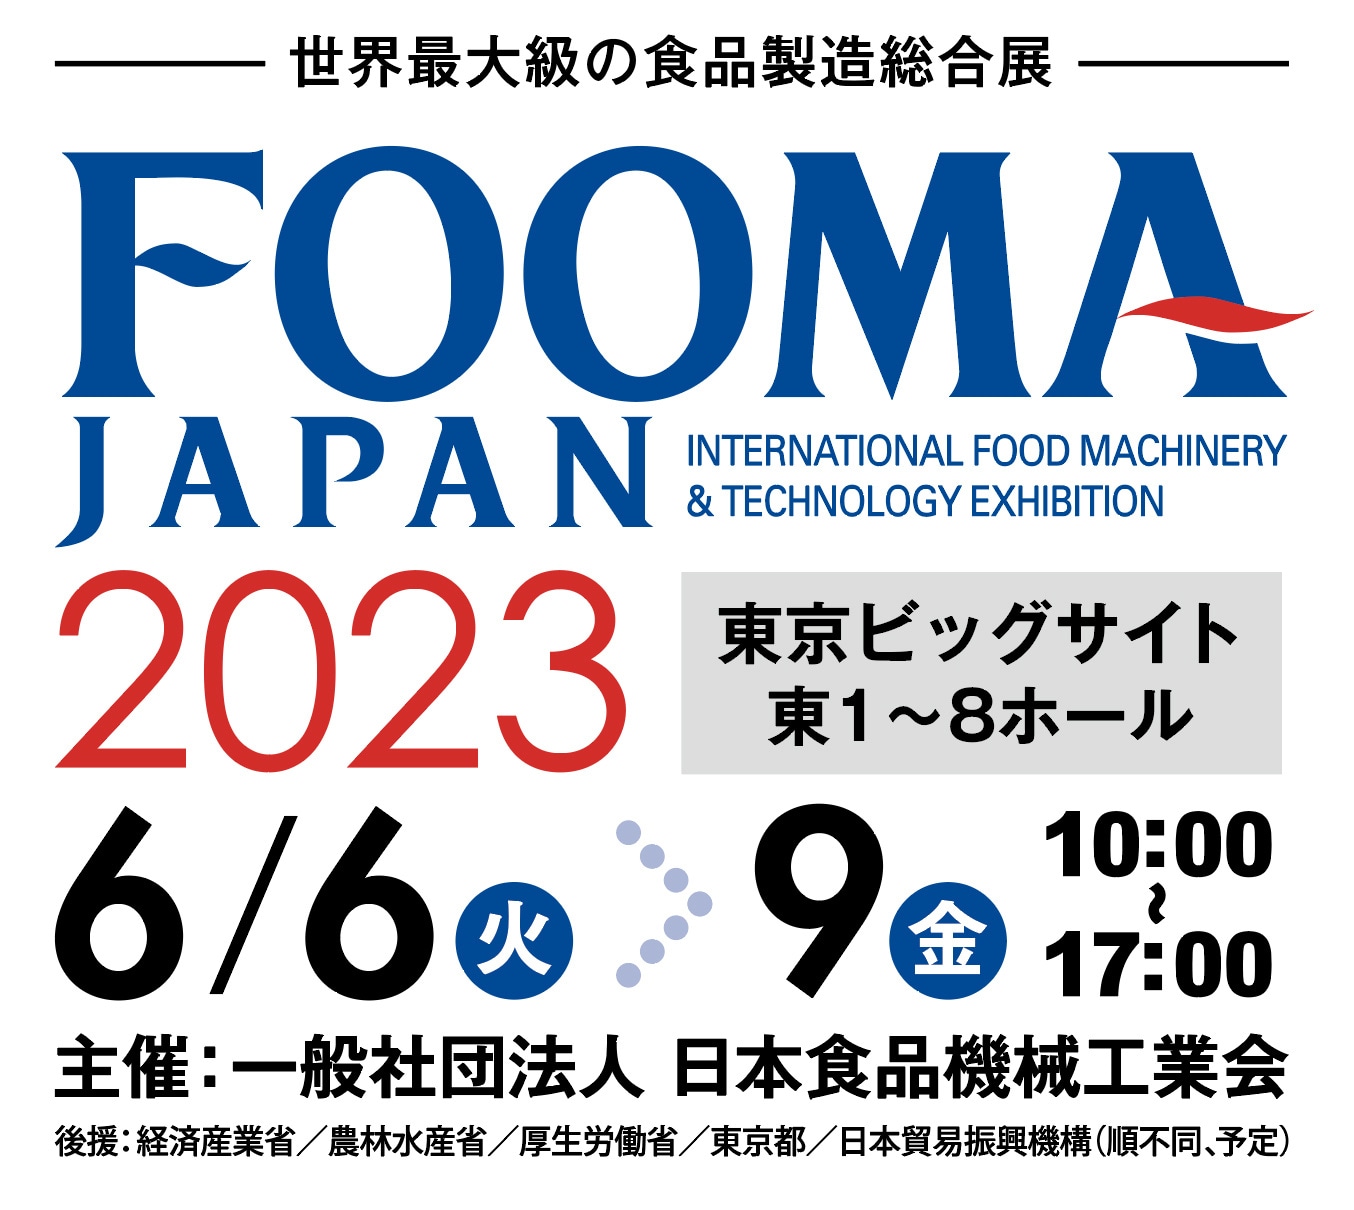 世界最大級の食品製造総合展
FOOMA
JAPAN
INTERNATIONAL FOOD MACHINERY
& TECHNOLOGY EXHIBITION
2023
東京ビッグサイト
東1～8ホール
6/6火
9金
10:00
～
17:00
主催：一般社団法人 日本食品機械工業会
後援：経済産業省／農林水産省／厚生労働省／東京都／日本貿易振興機構（順不同、予定）